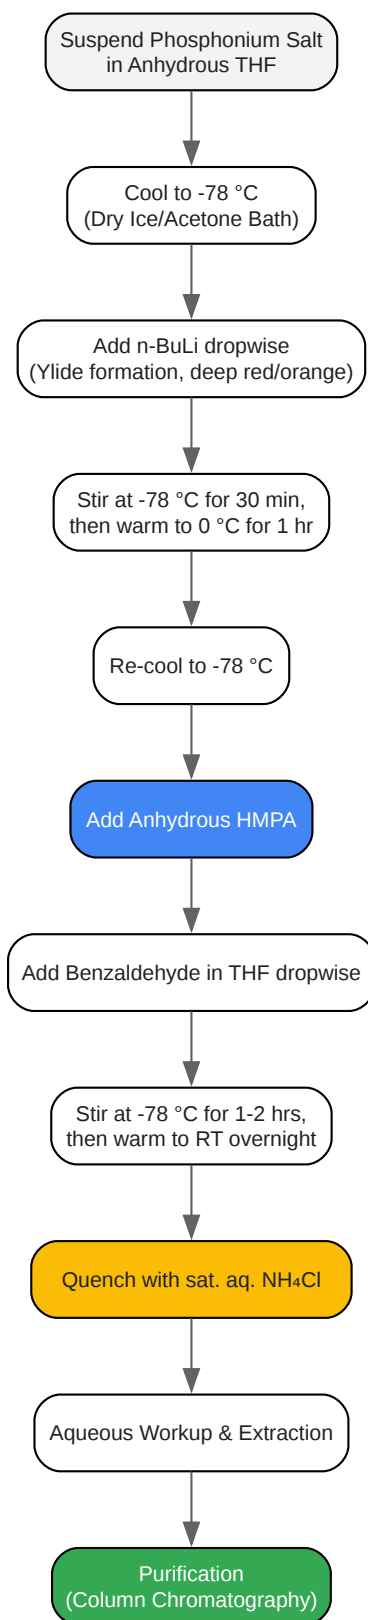 Suspend Phosphonium Salt
in Anhydrous THF
Cool to -78 °C
(Dry Ice/Acetone Bath)
Add n-BuLi dropwise
(Ylide formation, deep red/orange)
Stir at -78 °C for 30 min,
then warm to 0 °C for 1 hr
Re-cool to -78 °C
Add Anhydrous HMPA
Add Benzaldehyde in THF dropwise
Stir at -78 °C for 1-2 hrs,
then warm to RT overnight
Quench with sat. aq. NH₄Cl
Aqueous Workup & Extraction
Purification
(Column Chromatography)